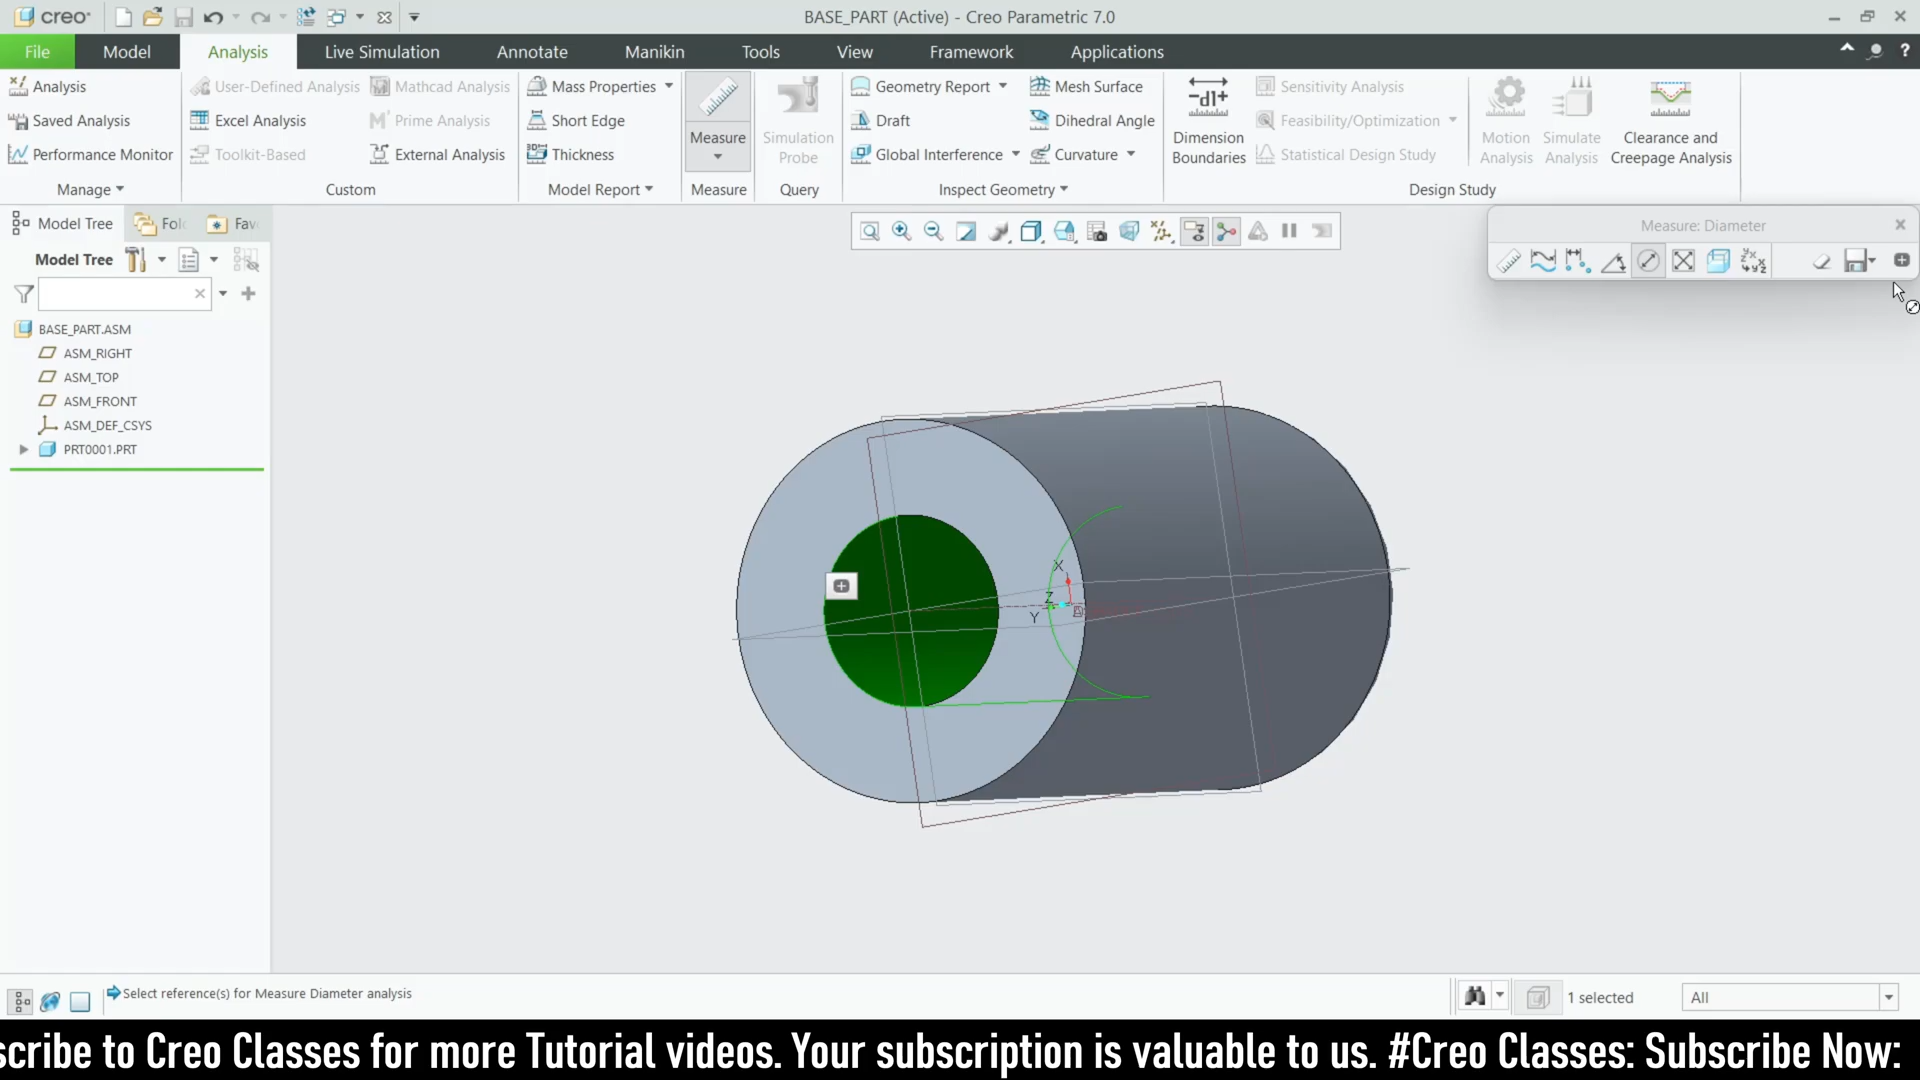 creo
BASE_PART (Active) - Creo Parametric 7.0
File
Model
Analysis
Live Simulation
Annotate
Manikin
Tools
View
Framework
Applications
Analysis
Saved Analysis
Performance Monitor
Manage
User-Defined Analysis
Excel Analysis
Toolkit-Based
Mathcad Analysis
Prime Analysis
External Analysis
Custom
Mass Properties
Short Edge
Thickness
Model Report
Measure
Measure
Simulation
Probe
Query
Geometry Report
Draft
Global Interference
Mesh Surface
Dihedral Angle
Curvature
Inspect Geometry
Dimension
Boundaries
Sensitivity Analysis
Feasibility/Optimization
Statistical Design Study
Motion
Analysis
Simulate
Analysis
Clearance and
Creepage Analysis
Design Study
Model Tree
Fol
Fav
Model Tree
BASE_PART.ASM
ASM_RIGHT
ASM_TOP
ASM_FRONT
ASM_DEF_CSYS
PRT0001.PRT
Measure: Diameter
X
Z
Y
Select reference(s) for Measure Diameter analysis
1 selected
All
scribe to Creo Classes for more Tutorial videos. Your subscription is valuable to us. #Creo Classes: Subscribe Now: